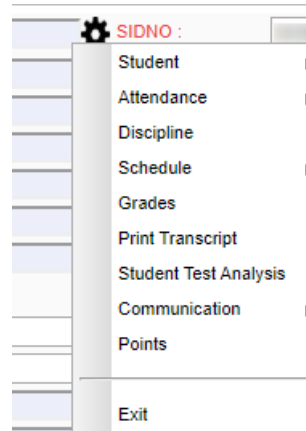 SIDNO :
Student
Attendance
Discipline
Schedule
Grades
Print Transcript
Student Test Analysis
Communication
Points
Exit